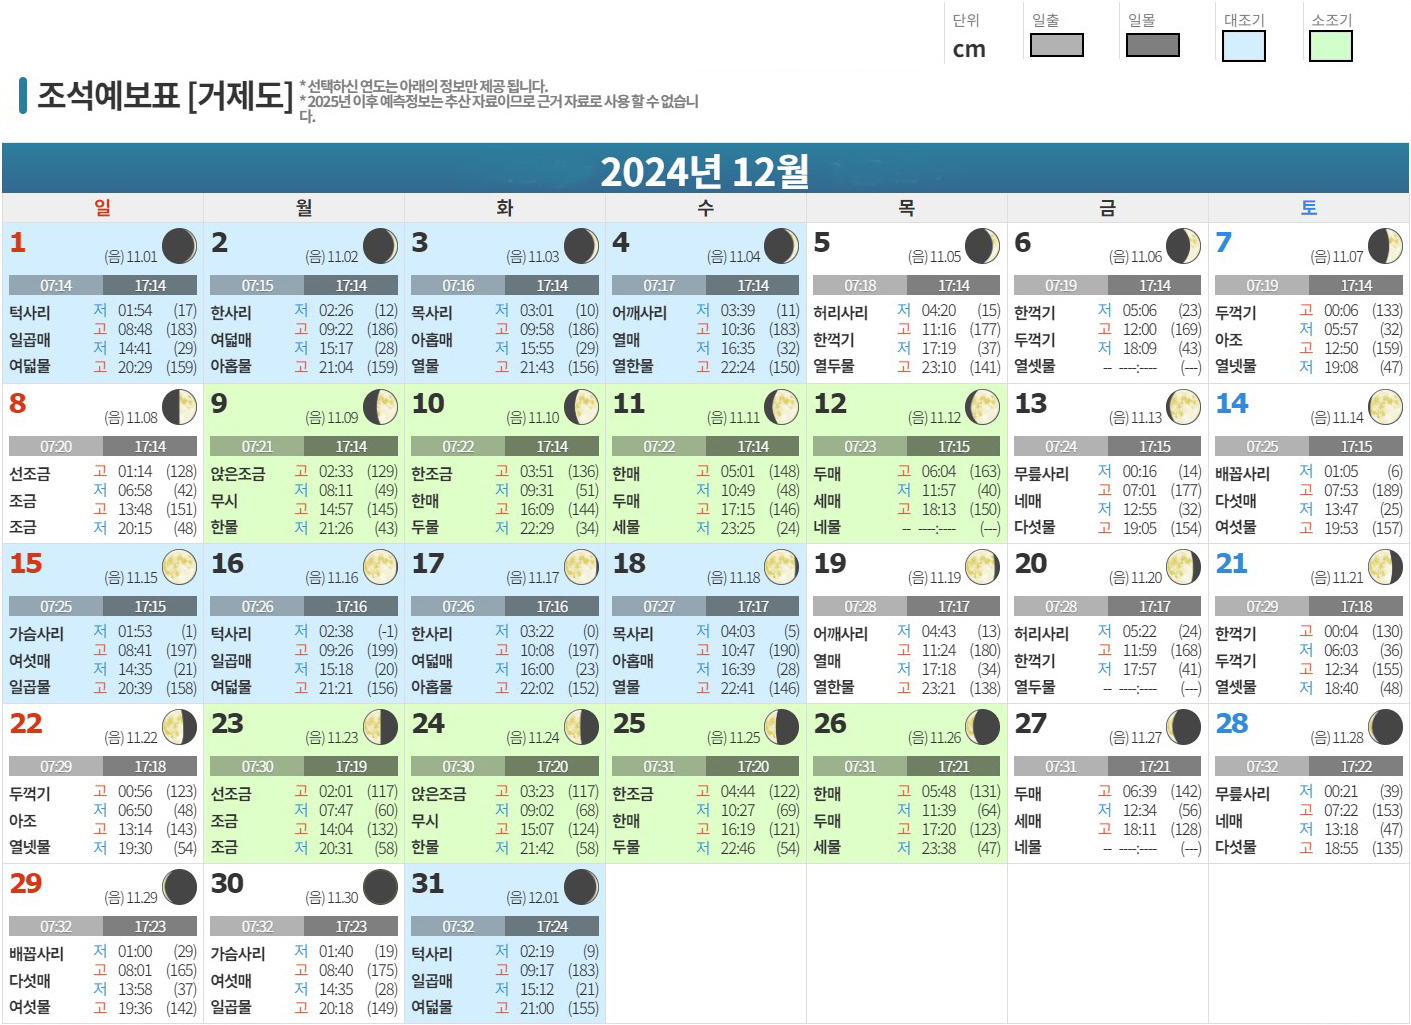 단위 일출 일몰 대조기 소조기
cm
조석예보표 [거제도]
* 선택하신 연도는 아래의 정보만 제공 됩니다.
* 2025년 이후 예측정보는 추산 자료이므로 근거 자료로 사용 할 수 없습니
다.
2024년 12월
일 월 화 수 목 금 토
1 (음) 11.01
07:14 17:14
턱사리 일곱매 여덟물
저 01:54 (17)
고 08:48 (183)
저 14:41 (29)
고 20:29 (159)
2 (음) 11.02
07:15 17:14
한사리 여덟매 아홉물
저 02:26 (12)
고 09:22 (186)
저 15:17 (28)
고 21:04 (159)
3 (음) 11.03
07:16 17:14
목사리 아홉매 열물
저 03:01 (10)
고 09:58 (186)
저 15:55 (29)
고 21:43 (156)
4 (음) 11.04
07:17 17:14
어깨사리 열매 열한물
저 03:39 (11)
고 10:36 (183)
저 16:35 (32)
고 22:24 (150)
5 (음) 11.05
07:18 17:14
허리사리 한꺽기 열두물
저 04:20 (15)
고 11:16 (177)
저 17:19 (37)
고 23:10 (141)
6 (음) 11.06
07:19 17:14
한꺽기 두꺽기 열셋물
저 05:06 (23)
고 12:00 (169)
저 18:09 (43)
-- ----:---- (---)
7 (음) 11.07
07:19 17:14
두꺽기 아조 열넷물
고 00:06 (133)
저 05:57 (32)
고 12:50 (159)
저 19:08 (47)
8 (음) 11.08
07:20 17:14
선조금 조금 조금
고 01:14 (128)
저 06:58 (42)
고 13:48 (151)
저 20:15 (48)
9 (음) 11.09
07:21 17:14
앉은조금 무시 한물
고 02:33 (129)
저 08:11 (49)
고 14:57 (145)
저 21:26 (43)
10 (음) 11.10
07:22 17:14
한조금 한매 두물
고 03:51 (136)
저 09:31 (51)
고 16:09 (144)
저 22:29 (34)
11 (음) 11.11
07:22 17:14
한매 두매 세물
고 05:01 (148)
저 10:49 (48)
고 17:15 (146)
저 23:25 (24)
12 (음) 11.12
07:23 17:15
두매 세매 네물
고 06:04 (163)
저 11:57 (40)
고 18:13 (150)
-- ----:---- (---)
13 (음) 11.13
07:24 17:15
무릎사리 네매 다섯물
저 00:16 (14)
고 07:01 (177)
저 12:55 (32)
고 19:05 (154)
14 (음) 11.14
07:25 17:15
배꼽사리 다섯매 여섯물
저 01:05 (6)
고 07:53 (189)
저 13:47 (25)
고 19:53 (157)
15 (음) 11.15
07:25 17:15
가슴사리 여섯매 일곱물
저 01:53 (1)
고 08:41 (197)
저 14:35 (21)
고 20:39 (158)
16 (음) 11.16
07:26 17:16
턱사리 일곱매 여덟물
저 02:38 (-1)
고 09:26 (199)
저 15:18 (20)
고 21:21 (156)
17 (음) 11.17
07:26 17:16
한사리 여덟매 아홉물
저 03:22 (0)
고 10:08 (197)
저 16:00 (23)
고 22:02 (152)
18 (음) 11.18
07:27 17:17
목사리 아홉매 열물
저 04:03 (5)
고 10:47 (190)
저 16:39 (28)
고 22:41 (146)
19 (음) 11.19
07:28 17:17
어깨사리 열매 열한물
저 04:43 (13)
고 11:24 (180)
저 17:18 (34)
고 23:21 (138)
20 (음) 11.20
07:28 17:17
허리사리 한꺽기 열두물
저 05:22 (24)
고 11:59 (168)
저 17:57 (41)
-- ----:---- (---)
21 (음) 11.21
07:29 17:18
한꺽기 두꺽기 열셋물
고 00:04 (130)
저 06:03 (36)
고 12:34 (155)
저 18:40 (48)
22 (음) 11.22
07:29 17:18
두꺽기 아조 열넷물
고 00:56 (123)
저 06:50 (48)
고 13:14 (143)
저 19:30 (54)
23 (음) 11.23
07:30 17:19
선조금 조금 조금
고 02:01 (117)
저 07:47 (60)
고 14:04 (132)
저 20:31 (58)
24 (음) 11.24
07:30 17:20
앉은조금 무시 한물
고 03:23 (117)
저 09:02 (68)
고 15:07 (124)
저 21:42 (58)
25 (음) 11.25
07:31 17:20
한조금 한매 두물
고 04:44 (122)
저 10:27 (69)
고 16:19 (121)
저 22:46 (54)
26 (음) 11.26
07:31 17:21
한매 두매 세물
고 05:48 (131)
저 11:39 (64)
고 17:20 (123)
저 23:38 (47)
27 (음) 11.27
07:31 17:21
두매 세매 네물
고 06:39 (142)
저 12:34 (56)
고 18:11 (128)
-- ----:---- (---)
28 (음) 11.28
07:32 17:22
무릎사리 네매 다섯물
저 00:21 (39)
고 07:22 (153)
저 13:18 (47)
고 18:55 (135)
29 (음) 11.29
07:32 17:23
배꼽사리 다섯매 여섯물
저 01:00 (29)
고 08:01 (165)
저 13:58 (37)
고 19:36 (142)
30 (음) 11.30
07:32 17:23
가슴사리 여섯매 일곱물
저 01:40 (19)
고 08:40 (175)
저 14:35 (28)
고 20:18 (149)
31 (음) 12.01
07:32 17:24
턱사리 일곱매 여덟물
저 02:19 (9)
고 09:17 (183)
저 15:12 (21)
고 21:00 (155)